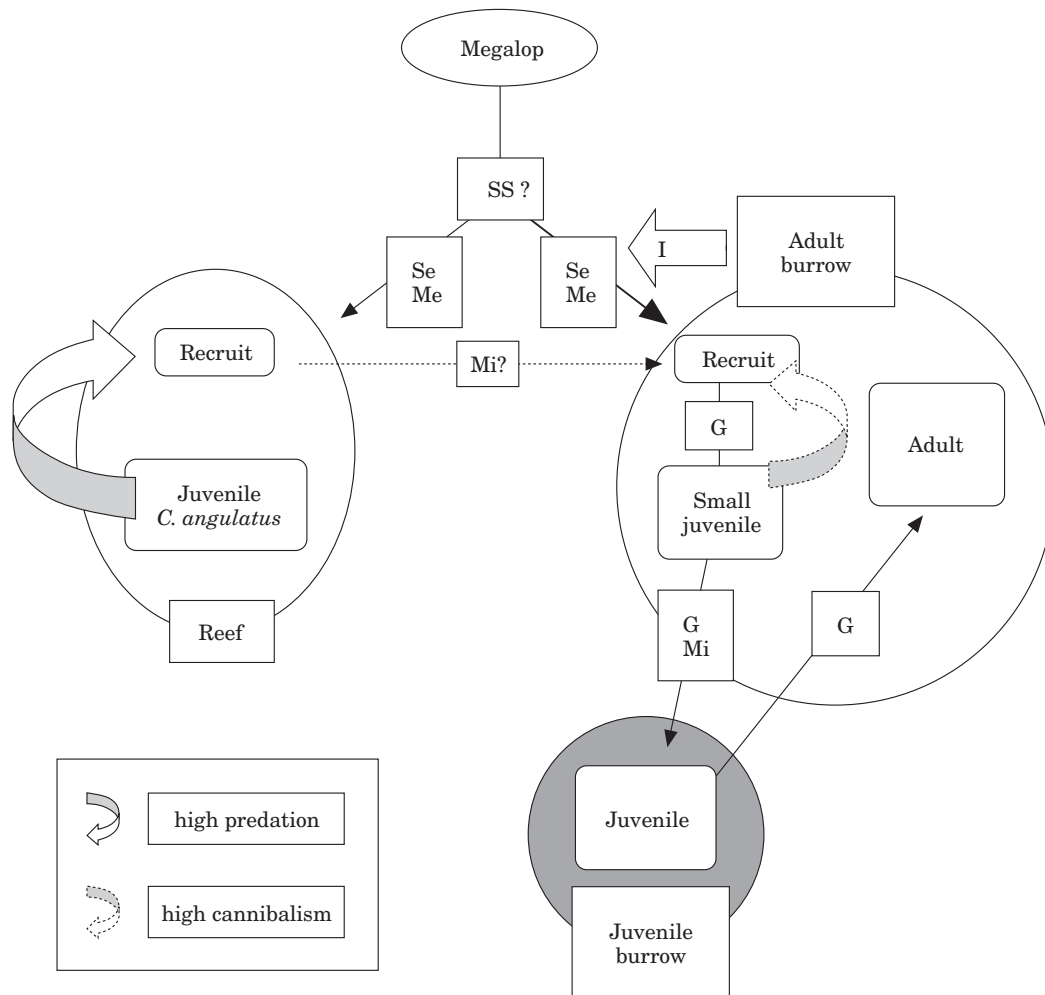 Megalop
SS ?
Se
Me
Se
Me
I
Adult
burrow
Recruit
Mi?
Recruit
G
Adult
Juvenile
C. angulatus
Small
juvenile
Reef
G
Mi
G
high predation
Juvenile
high cannibalism
Juvenile
burrow